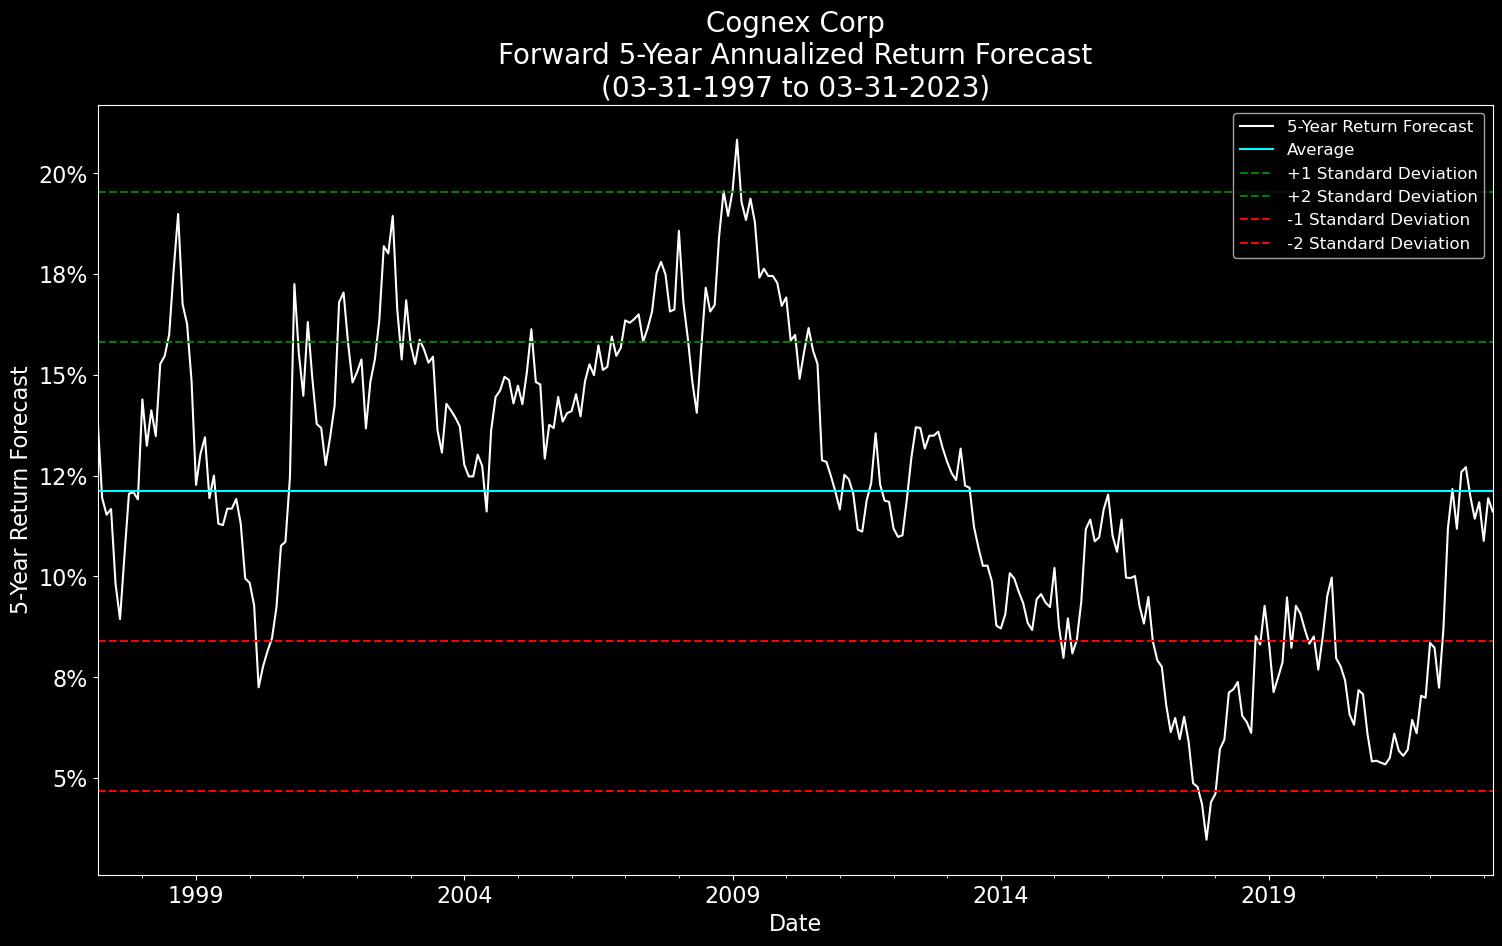 Cognex Corp
Forward 5-Year Annualized Return Forecast
(03-31-1997 to 03-31-2023)
5-Year Return Forecast
Average
+1 Standard Deviation
+2 Standard Deviation
-1 Standard Deviation
-2 Standard Deviation
20%
18%
15%
12%
10%
8%
5%
5-Year Return Forecast
1999 2004 2009 2014 2019
Date